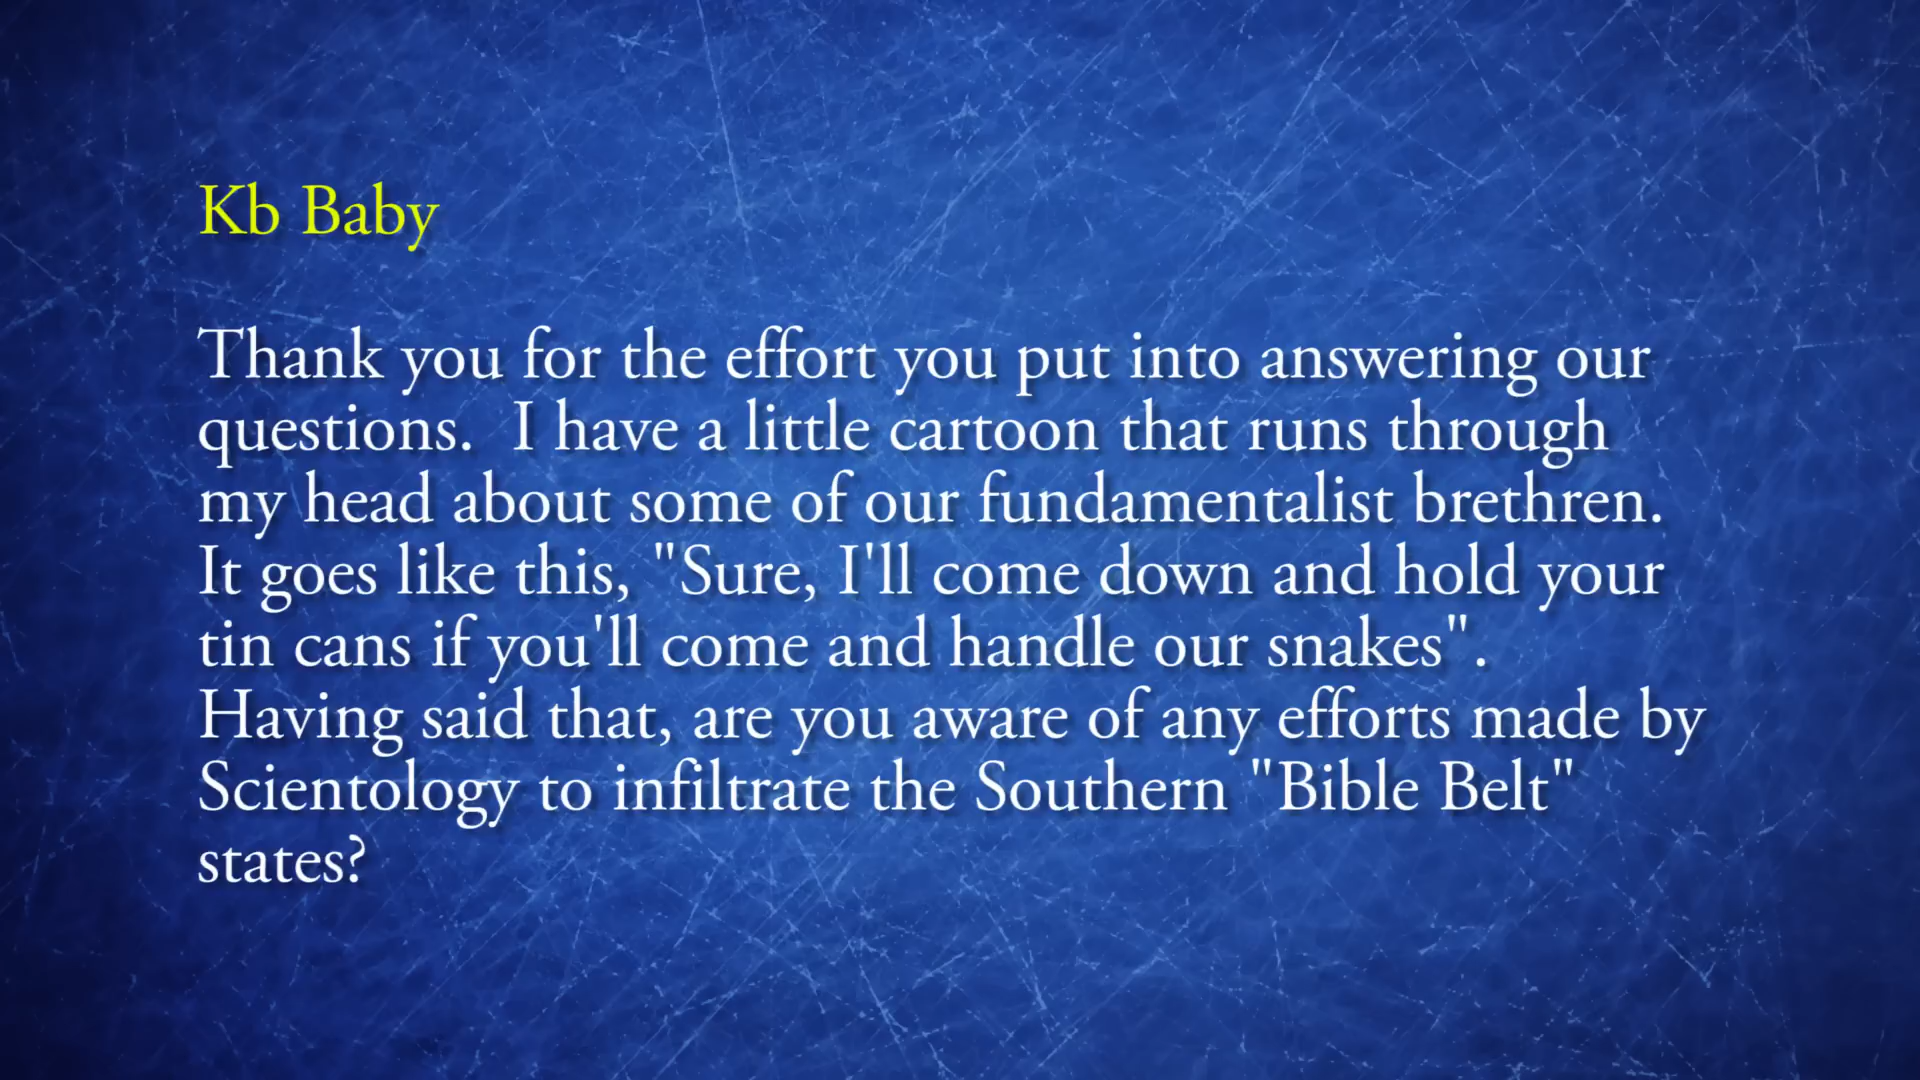 Kb Baby
Thank you for the effort you put into answering our
questions.  I have a little cartoon that runs through
my head about some of our fundamentalist brethren.
It goes like this, "Sure, I'll come down and hold your
tin cans if you'll come and handle our snakes".
Having said that, are you aware of any efforts made by
Scientology to infiltrate the Southern "Bible Belt"
states?